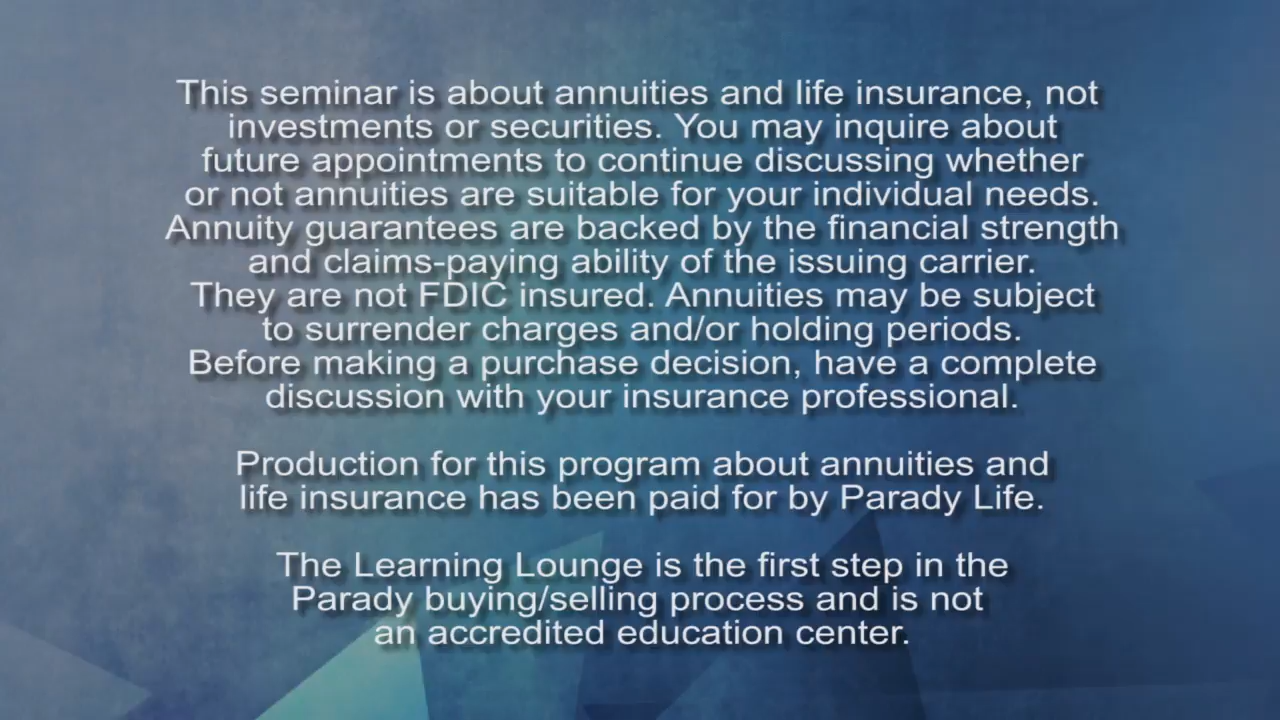 This seminar is about annuities and life insurance, not
investments or securities. You may inquire about
future appointments to continue discussing whether
or not annuities are suitable for your individual needs.
Annuity guarantees are backed by the financial strength
and claims-paying ability of the issuing carrier.
They are not FDIC insured. Annuities may be subject
to surrender charges and/or holding periods.
Before making a purchase decision, have a complete
discussion with your insurance professional.
Production for this program about annuities and
life insurance has been paid for by Parady Life.
The Learning Lounge is the first step in the
Parady buying/selling process and is not
an accredited education center.